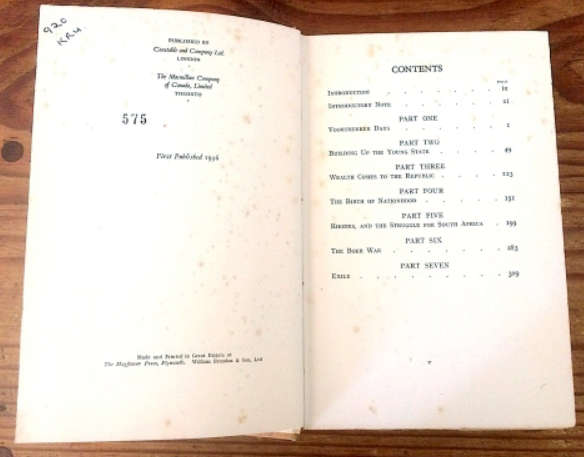 920
KRU
PUBLISHED BY
Constable and Company Ltd.
LONDON
The Macmillan Company
of Canada, Limited
TORONTO
575
First Published 1936
Made and Printed in Great Britain at
The Mayflower Press, Plymouth. William Brendon & Son, Ltd
CONTENTS
PAGE
INTRODUCTION . . . . . . . ix
INTRODUCTORY NOTE . . . . . . xi
PART ONE
VOORTREKKER DAYS . . . . . . 1
PART TWO
BUILDING UP THE YOUNG STATE . . . . 49
PART THREE
WEALTH COMES TO THE REPUBLIC . . . . 123
PART FOUR
THE BIRTH OF NATIONHOOD . . . . . 151
PART FIVE
RHODES, AND THE STRUGGLE FOR SOUTH AFRICA . 199
PART SIX
THE BOER WAR . . . . . . . 283
PART SEVEN
EXILE . . . . . . . . 329